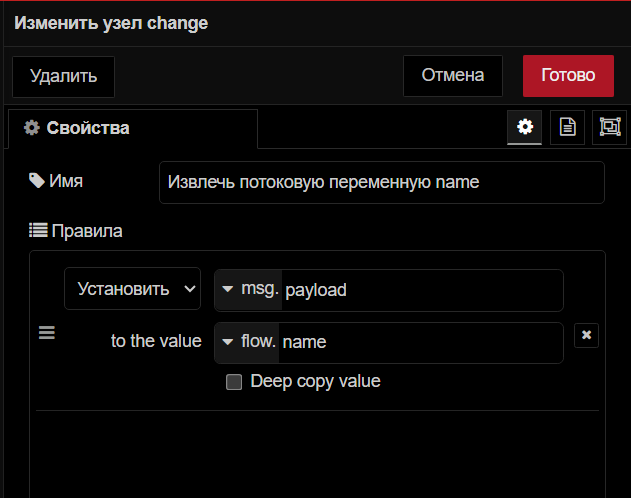 Изменить узел change
Удалить
Отмена
Готово
Свойства
Имя
Извлечь потоковую переменную name
Правила
Установить
msg. payload
to the value
flow. name
Deep copy value